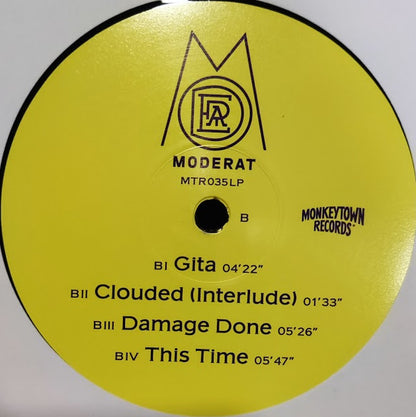 MODERAT
MTR035LP
B
MONKEYTOWN
RECORDS™
BI Gita 04'22"
BII Clouded (Interlude) 01'33"
BIII Damage Done 05'26"
BIV This Time 05'47"